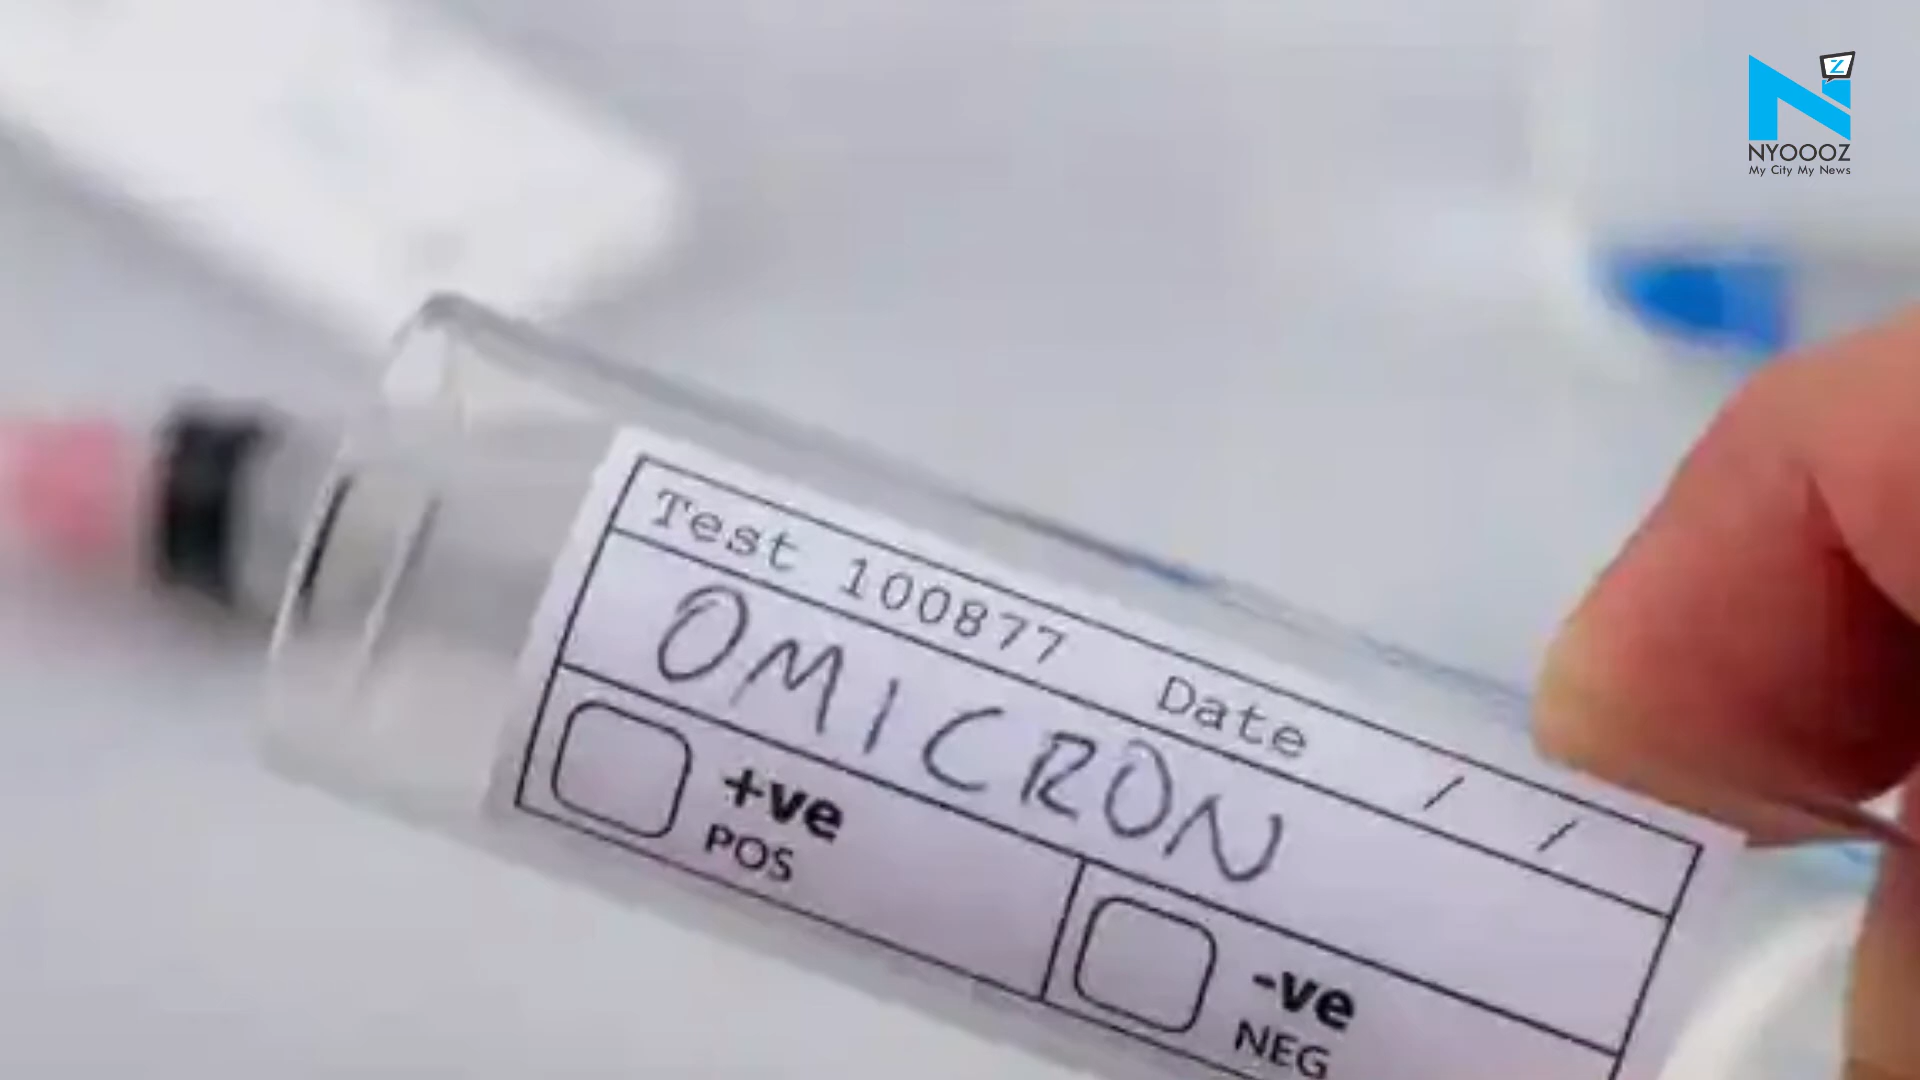 Z
NYOOOZ
My City My News
Test 100877 Date / /
OMICRON
+ve
POS
-ve
NEG